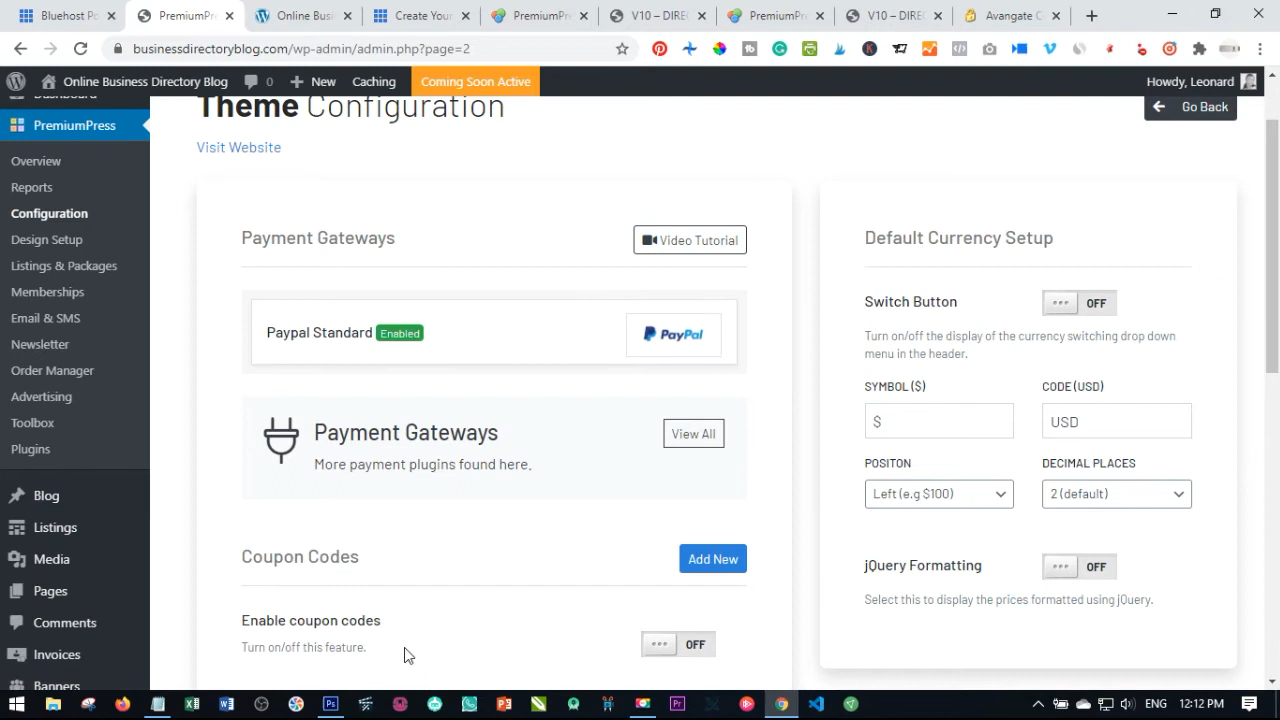 Bluehost Po
PremiumPres
Online Busi
Create Your
PremiumPr
V10 – DIREC
PremiumPr
V10 – DIREC
Avangate C
businessdirectoryblog.com/wp-admin/admin.php?page=2
Online Business Directory Blog
0
New
Caching
Coming Soon Active
Howdy, Leonard
Dashboard
PremiumPress
Overview
Reports
Configuration
Design Setup
Listings & Packages
Memberships
Email & SMS
Newsletter
Order Manager
Advertising
Toolbox
Plugins
Blog
Listings
Media
Pages
Comments
Invoices
Banners
Theme Configuration
Go Back
Visit Website
Payment Gateways
Video Tutorial
Paypal Standard Enabled
PayPal
Payment Gateways
View All
More payment plugins found here.
Coupon Codes
Add New
Enable coupon codes
Turn on/off this feature.
OFF
Default Currency Setup
Switch Button
OFF
Turn on/off the display of the currency switching drop down
menu in the header.
SYMBOL ($)
CODE (USD)
$
USD
POSITON
DECIMAL PLACES
Left (e.g $100)
2 (default)
jQuery Formatting
OFF
Select this to display the prices formatted using jQuery.
ENG
12:12 PM